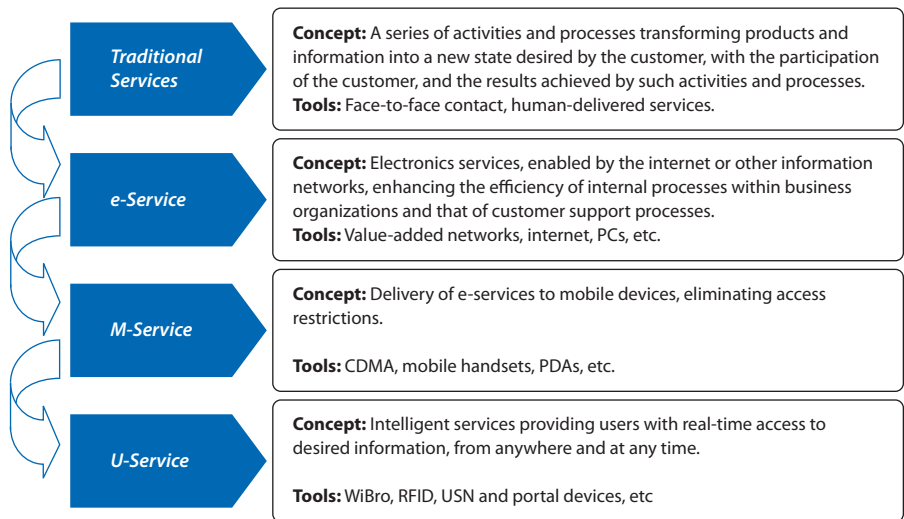 Traditional
Services
Concept: A series of activities and processes transforming products and
information into a new state desired by the customer, with the participation
of the customer, and the results achieved by such activities and processes.
Tools: Face-to-face contact, human-delivered services.
e-Service
Concept: Electronics services, enabled by the internet or other information
networks, enhancing the efficiency of internal processes within business
organizations and that of customer support processes.
Tools: Value-added networks, internet, PCs, etc.
M-Service
Concept: Delivery of e-services to mobile devices, eliminating access
restrictions.
Tools: CDMA, mobile handsets, PDAs, etc.
U-Service
Concept: Intelligent services providing users with real-time access to
desired information, from anywhere and at any time.
Tools: WiBro, RFID, USN and portal devices, etc